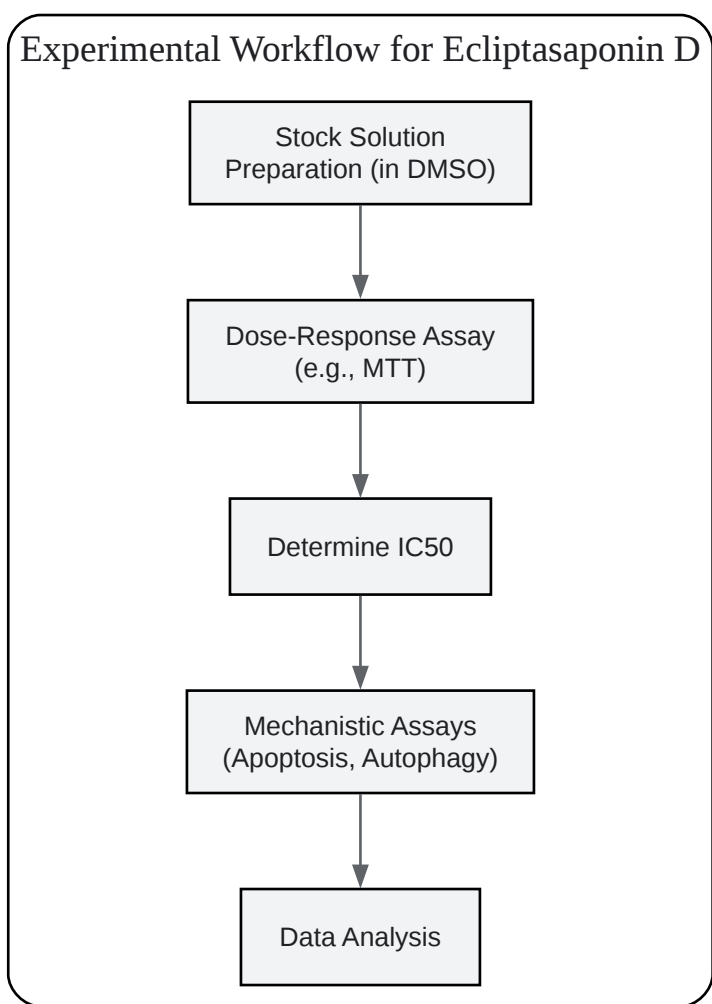 Experimental Workflow for Ecliptasaponin D
Stock Solution
Preparation (in DMSO)
Dose-Response Assay
(e.g., MTT)
Determine IC50
Mechanistic Assays
(Apoptosis, Autophagy)
Data Analysis